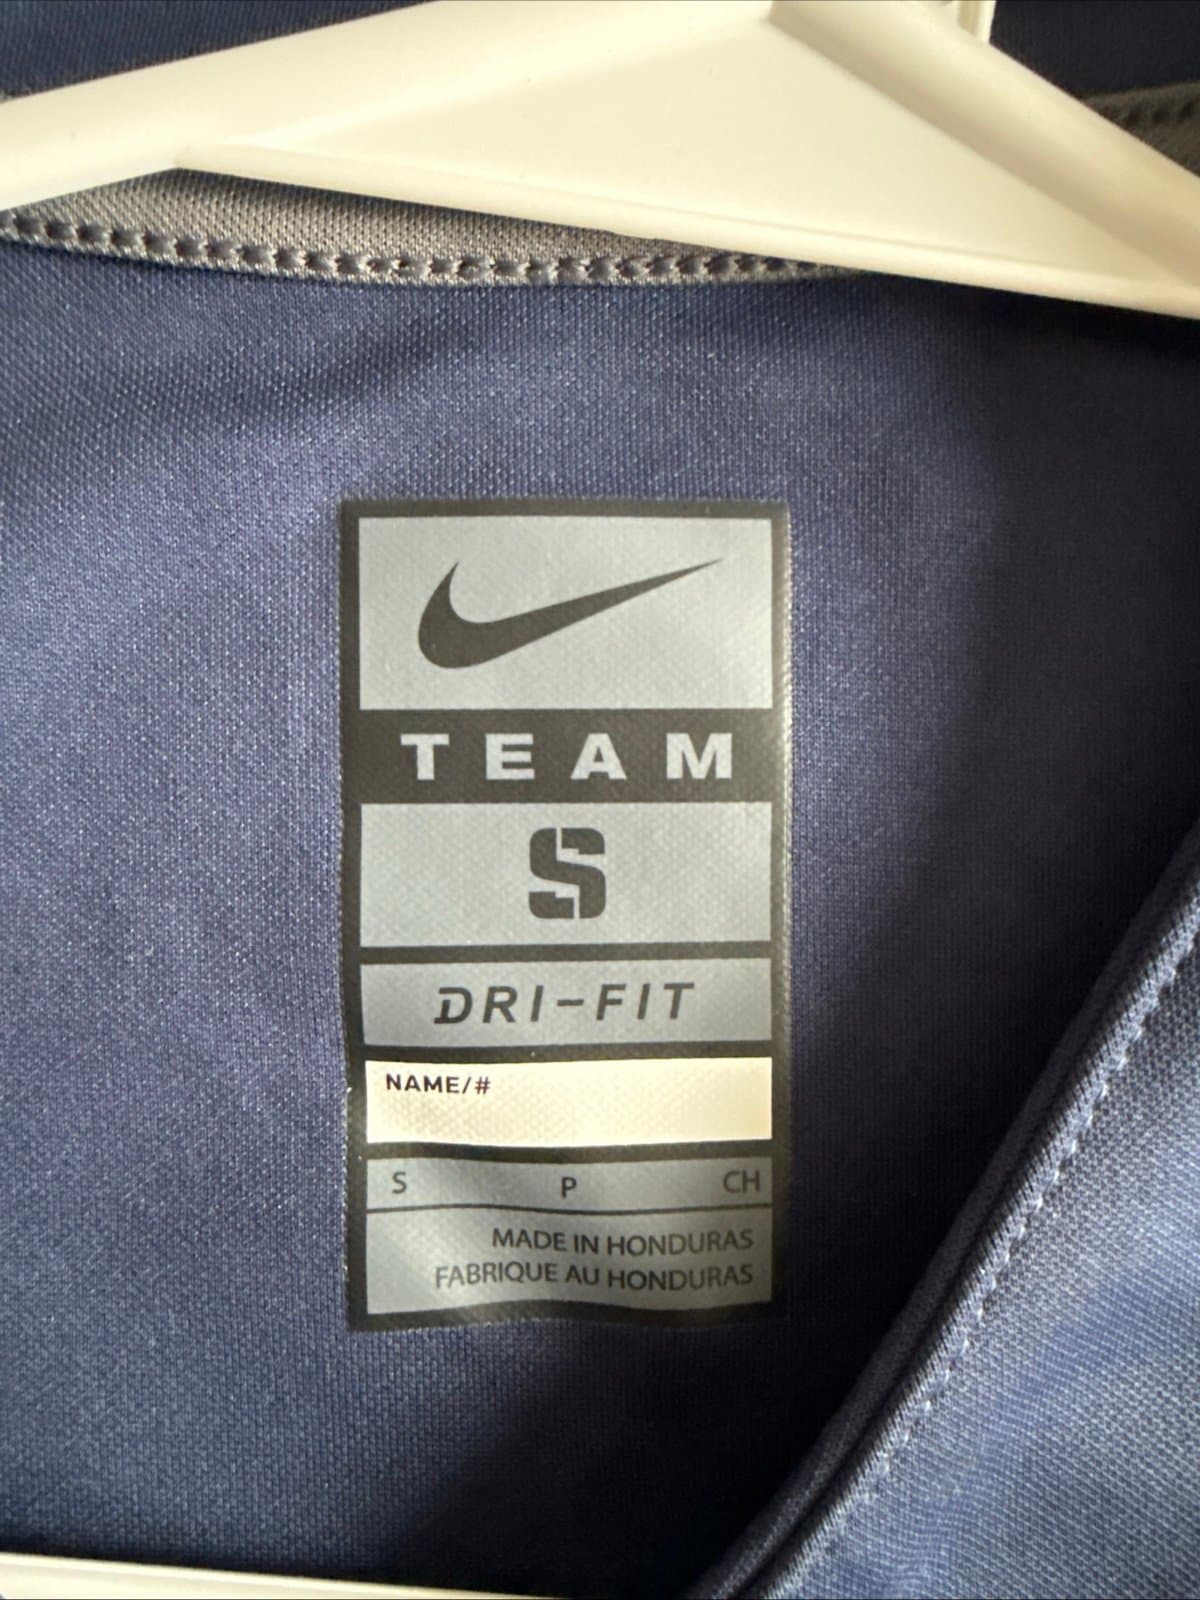 TEAM
S
DRI-FIT
NAME/#
S P CH
MADE IN HONDURAS
FABRIQUE AU HONDURAS